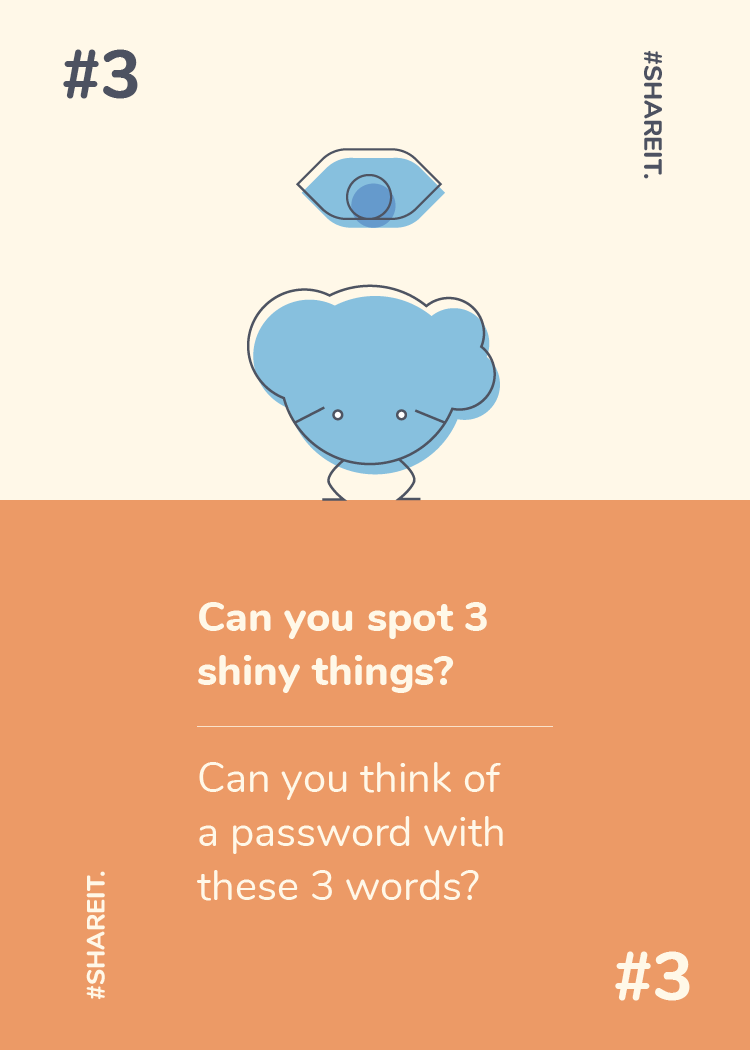 #3
#SHAREIT.
Can you spot 3
shiny things?
Can you think of
a password with
these 3 words?
#SHAREIT.
#3